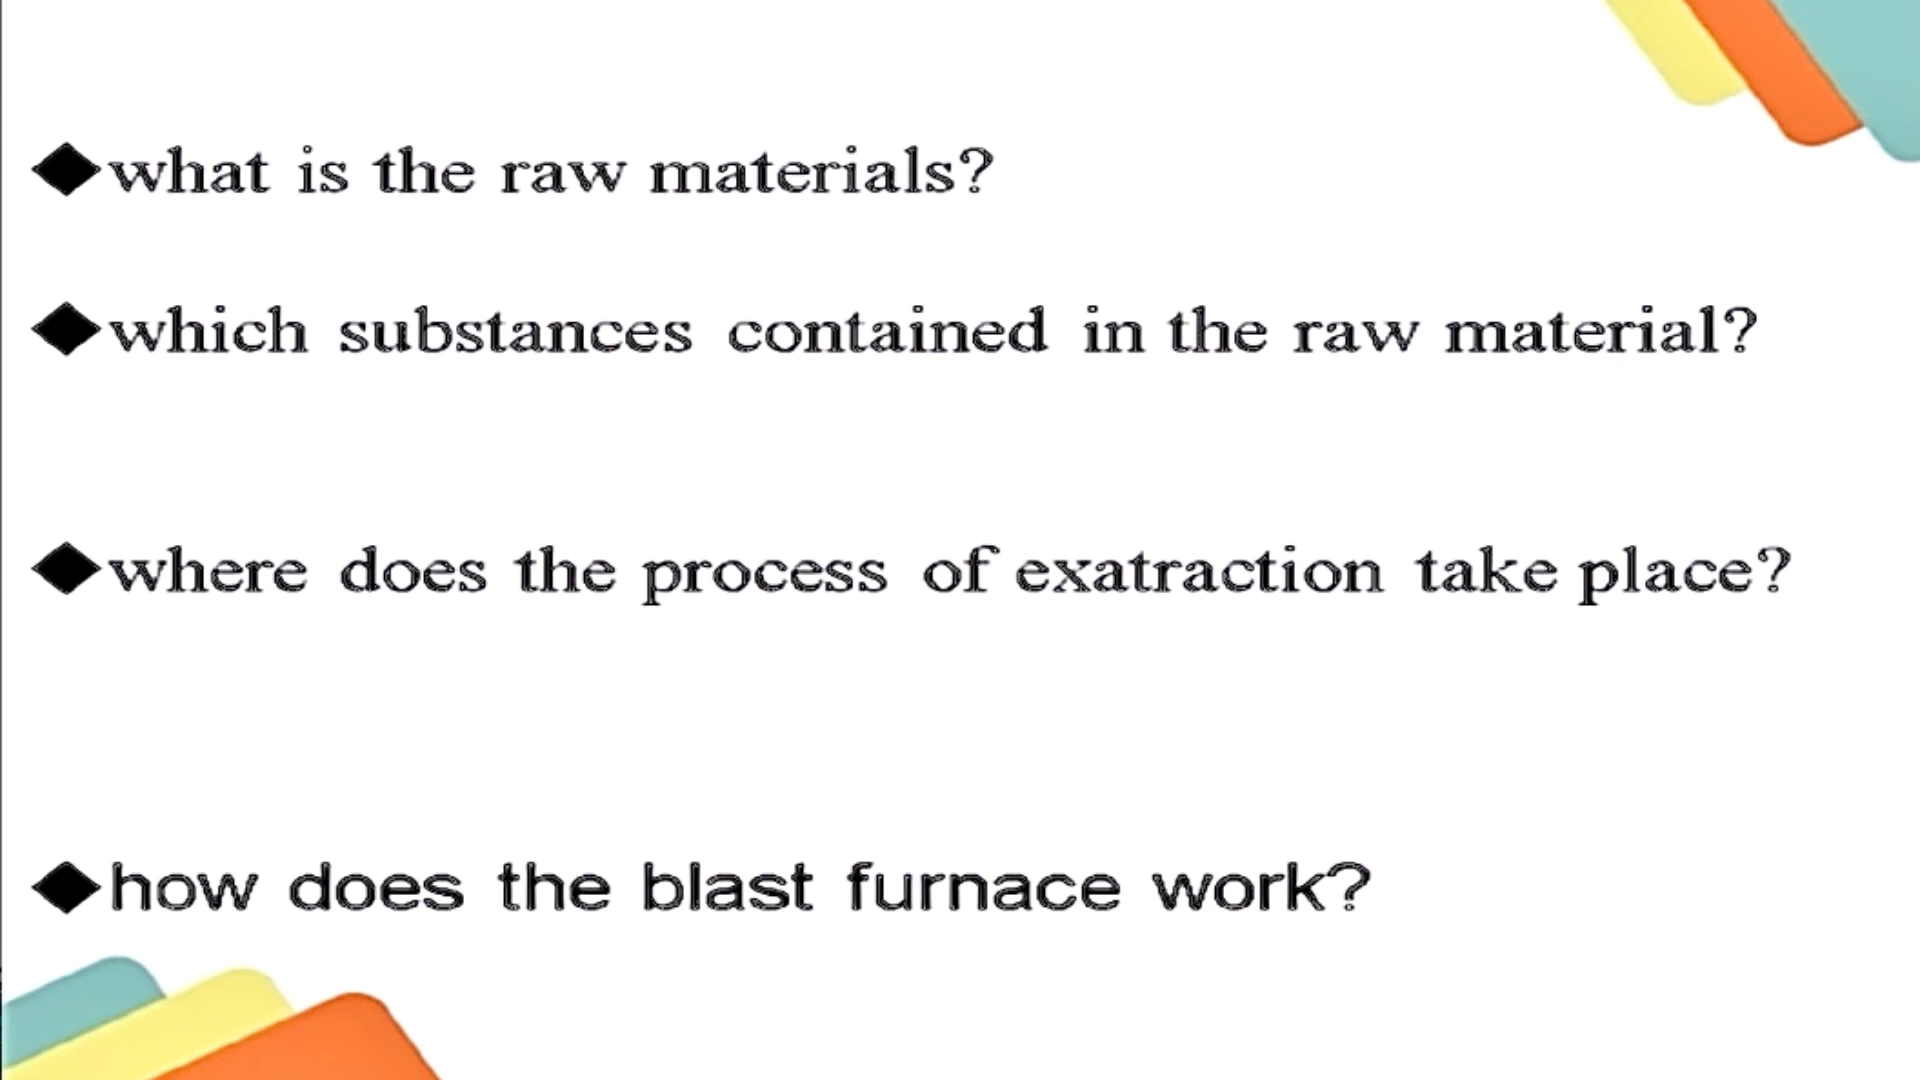 ◆what is the raw materials?
◆which substances contained in the raw material?
◆where does the process of exatraction take place?
◆how does the blast furnace work?